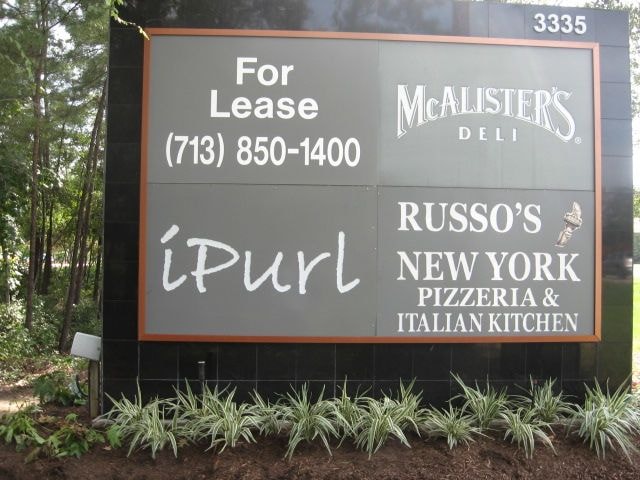 3335
For
Lease
(713) 850-1400
McALISTER'S
DELI
iPurl
RUSSO'S
NEW YORK
PIZZERIA &
ITALIAN KITCHEN